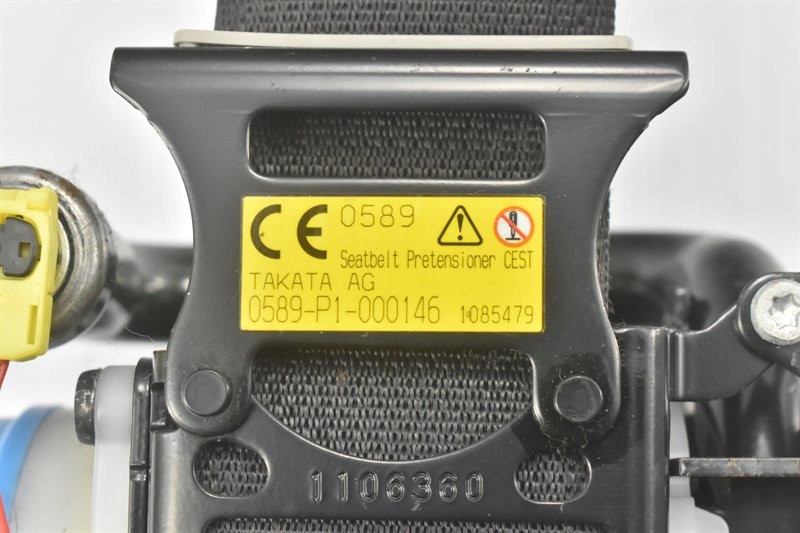 CE 0589
Seatbelt Pretensioner CEST
TAKATA AG
0589-P1-000146 1085479
1106360